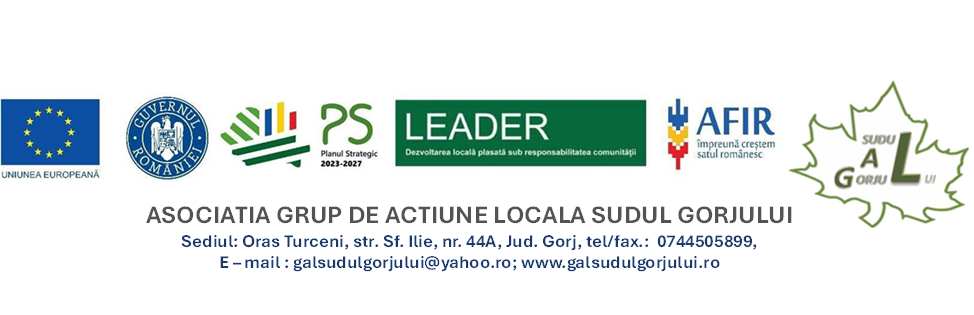 UNIUNEA EUROPEANĂ
GUVERNUL ROMÂNIEI
PS
Planul Strategic
2023-2027
LEADER
Dezvoltarea locală plasată sub responsabilitatea comunității
AFIR
împreună creștem
satul românesc
SUDU L
G A L
GORJU LUI
ASOCIATIA GRUP DE ACTIUNE LOCALA SUDUL GORJULUI
Sediul: Oras Turceni, str. Sf. Ilie, nr. 44A, Jud. Gorj, tel/fax.: 0744505899,
E – mail : galsudulgorjului@yahoo.ro; www.galsudulgorjului.ro